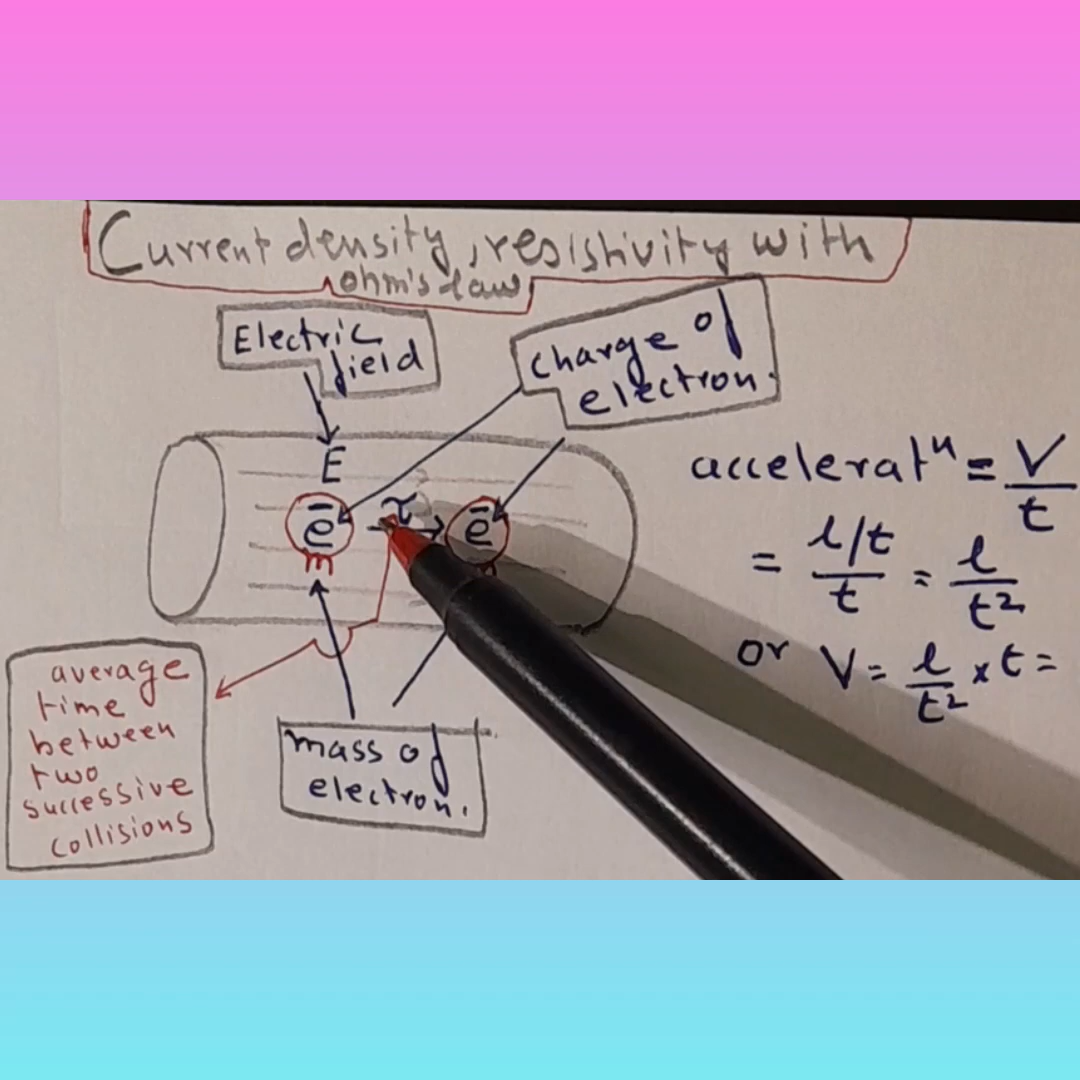 Current density, resistivity with
ohm's law
Electric
field
charge of
electron.
E
ē
τ
ē
m
acceleratⁿ = V/t
= l/t / t = l/t²
or V = l/t² × t =
average
time
between
two
successive
collisions
mass of
electron.